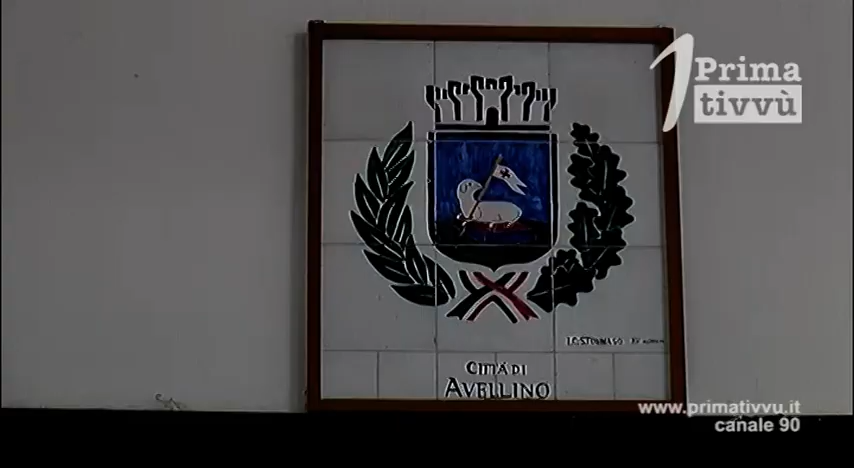 Prima
tivvù
CITTÀ DI
AVELLINO
www.primativvu.it
canale 90